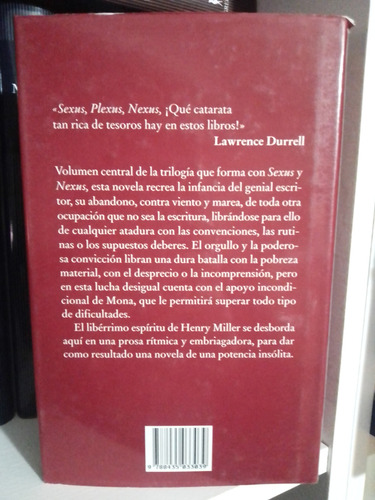 «Sexus, Plexus, Nexus, ¡Qué catarata
tan rica de tesoros hay en estos libros!»
Lawrence Durrell
Volumen central de la trilogía que forma con Sexus y
Nexus, esta novela recrea la infancia del genial escri-
tor, su abandono, contra viento y marea, de toda otra
ocupación que no sea la escritura, librándose para ello
de cualquier atadura con las convenciones, las ruti-
nas o los supuestos deberes. El orgullo y la podero-
sa convicción libran una dura batalla con la pobreza
material, con el desprecio o la incomprensión, pero
en esta lucha desigual cuenta con el apoyo incondi-
cional de Mona, que le permitirá superar todo tipo
de dificultades.
El libérrimo espíritu de Henry Miller se desborda
aquí en una prosa rítmica y embriagadora, para dar
como resultado una novela de una potencia insólita.